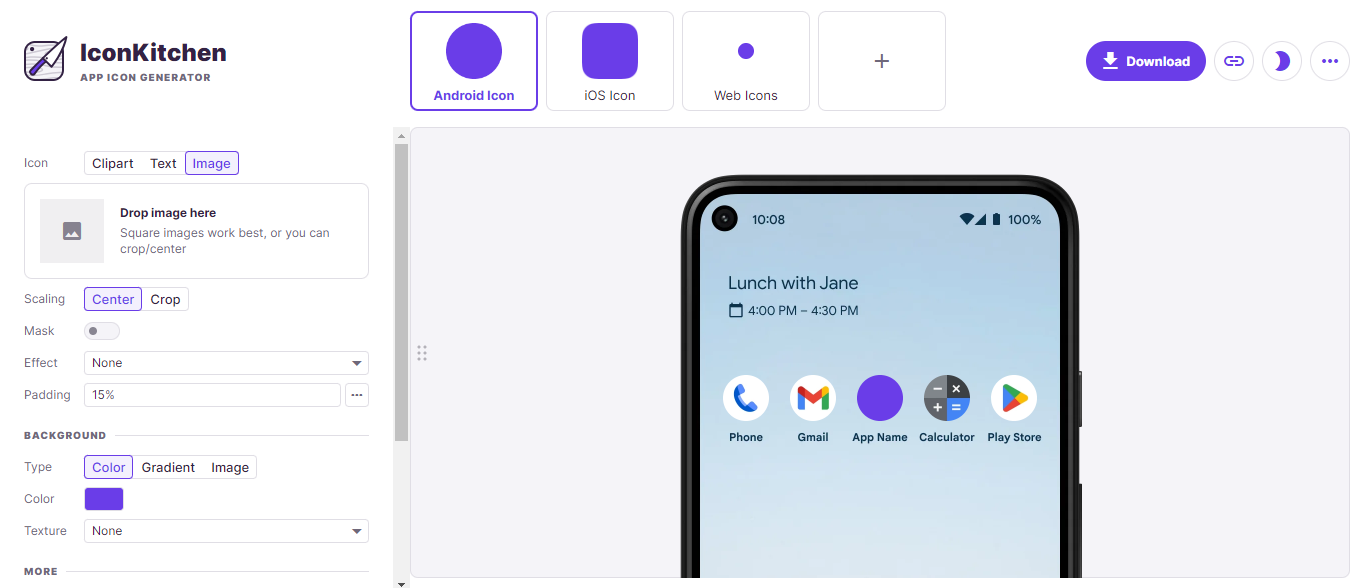 IconKitchen
APP ICON GENERATOR
Android Icon
iOS Icon
Web Icons
+
Download
Icon
Clipart Text Image
Drop image here
Square images work best, or you can
crop/center
Scaling
Center Crop
Mask
Effect
None
Padding
15%
BACKGROUND
Type
Color Gradient Image
Color
Texture
None
MORE
10:08
100%
Lunch with Jane
4:00 PM – 4:30 PM
Phone
Gmail
App Name
Calculator
Play Store